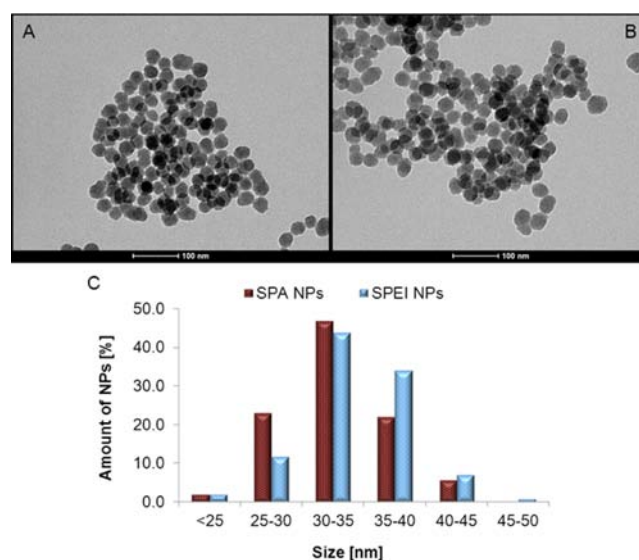 A
B
100 nm
100 nm
C
SPA NPs
SPEI NPs
Amount of NPs [%]
50.0
40.0
30.0
20.0
10.0
0.0
<25
25-30
30-35
35-40
40-45
45-50
Size [nm]